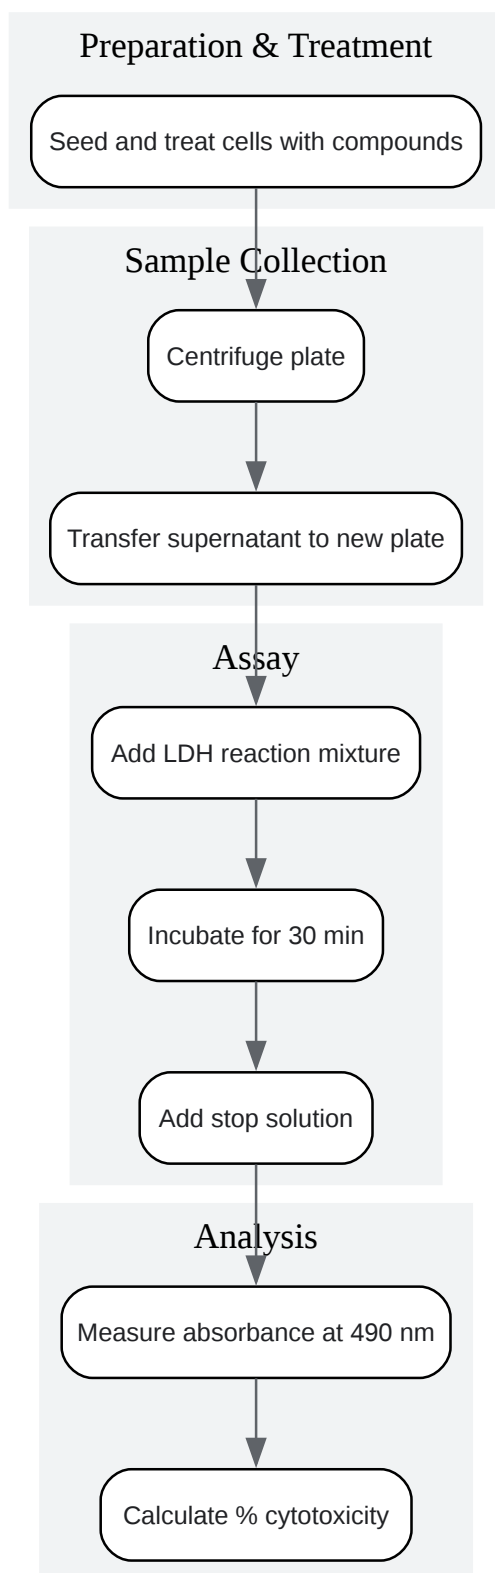 Preparation & Treatment
Seed and treat cells with compounds
Sample Collection
Centrifuge plate
Transfer supernatant to new plate
Assay
Add LDH reaction mixture
Incubate for 30 min
Add stop solution
Analysis
Measure absorbance at 490 nm
Calculate % cytotoxicity